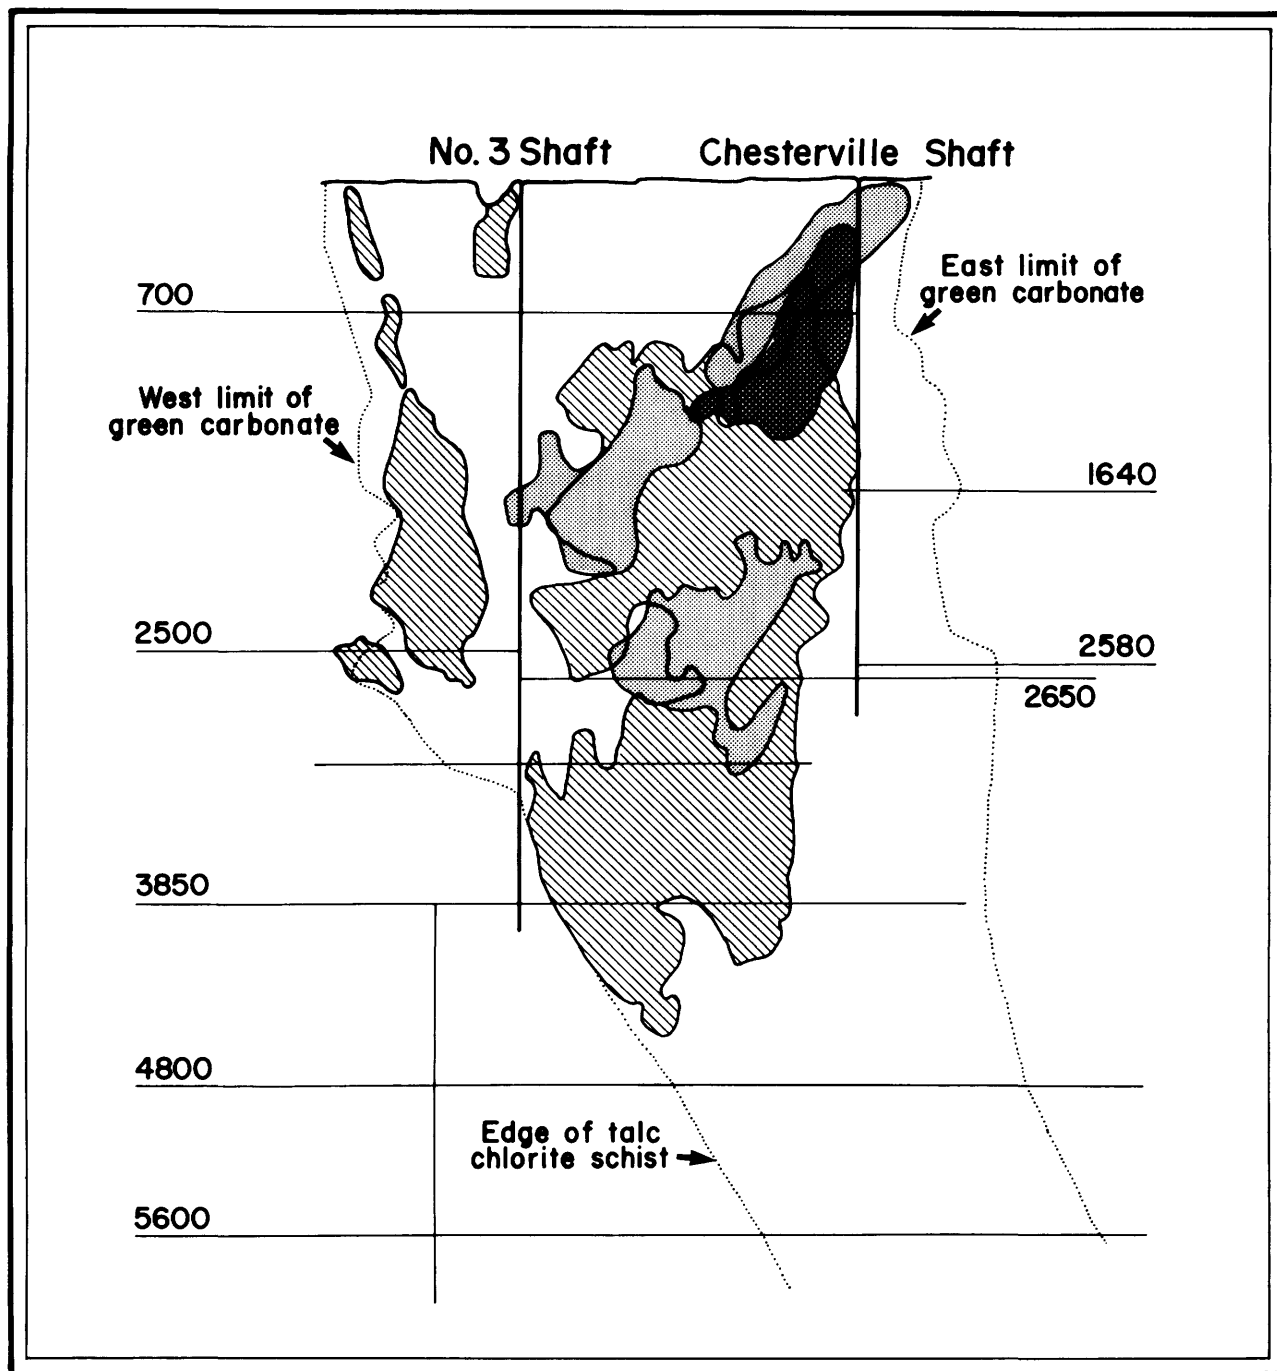 No. 3 Shaft
Chesterville Shaft
East limit of
green carbonate
700
West limit of
green carbonate
1640
2500
2580
2650
3850
4800
Edge of talc
chlorite schist
5600